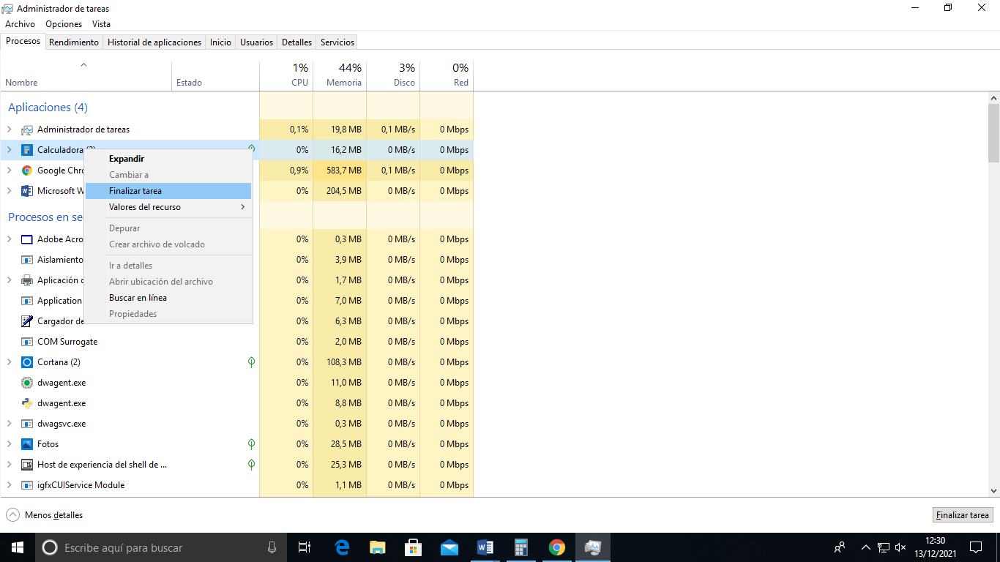 Administrador de tareas
Archivo Opciones Vista
Procesos Rendimiento Historial de aplicaciones Inicio Usuarios Detalles Servicios
1% 44% 3% 0%
Nombre Estado CPU Memoria Disco Red
Aplicaciones (4)
Administrador de tareas 0,1% 19,8 MB 0,1 MB/s 0 Mbps
Calculadora (2) 0% 16,2 MB 0 MB/s 0 Mbps
Google Chro 0,9% 583,7 MB 0,1 MB/s 0 Mbps
Microsoft W 0% 204,5 MB 0 MB/s 0 Mbps
Procesos en se
Expandir
Cambiar a
Finalizar tarea
Valores del recurso
Depurar
Crear archivo de volcado
Ir a detalles
Abrir ubicación del archivo
Buscar en línea
Propiedades
Adobe Acro 0% 0,3 MB 0 MB/s 0 Mbps
Aislamiento 0% 3,9 MB 0 MB/s 0 Mbps
Aplicación 0% 1,7 MB 0 MB/s 0 Mbps
Application 0% 7,0 MB 0 MB/s 0 Mbps
Cargador de 0% 6,3 MB 0 MB/s 0 Mbps
COM Surrogate 0% 2,0 MB 0 MB/s 0 Mbps
Cortana (2) 0% 108,3 MB 0 MB/s 0 Mbps
dwagent.exe 0% 11,0 MB 0 MB/s 0 Mbps
dwagent.exe 0% 8,8 MB 0 MB/s 0 Mbps
dwagsvc.exe 0% 0,3 MB 0 MB/s 0 Mbps
Fotos 0% 28,5 MB 0 MB/s 0 Mbps
Host de experiencia del shell de ... 0% 25,3 MB 0 MB/s 0 Mbps
igfxCUIService Module 0% 1,1 MB 0 MB/s 0 Mbps
Menos detalles Finalizar tarea
Escribe aquí para buscar
12:30
13/12/2021